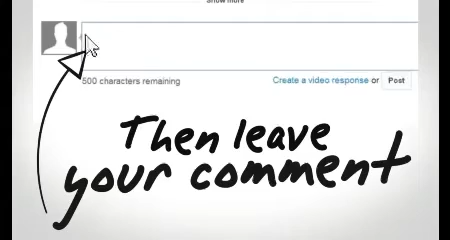 Show more
500 characters remaining
Create a video response or Post
Then leave
your comment